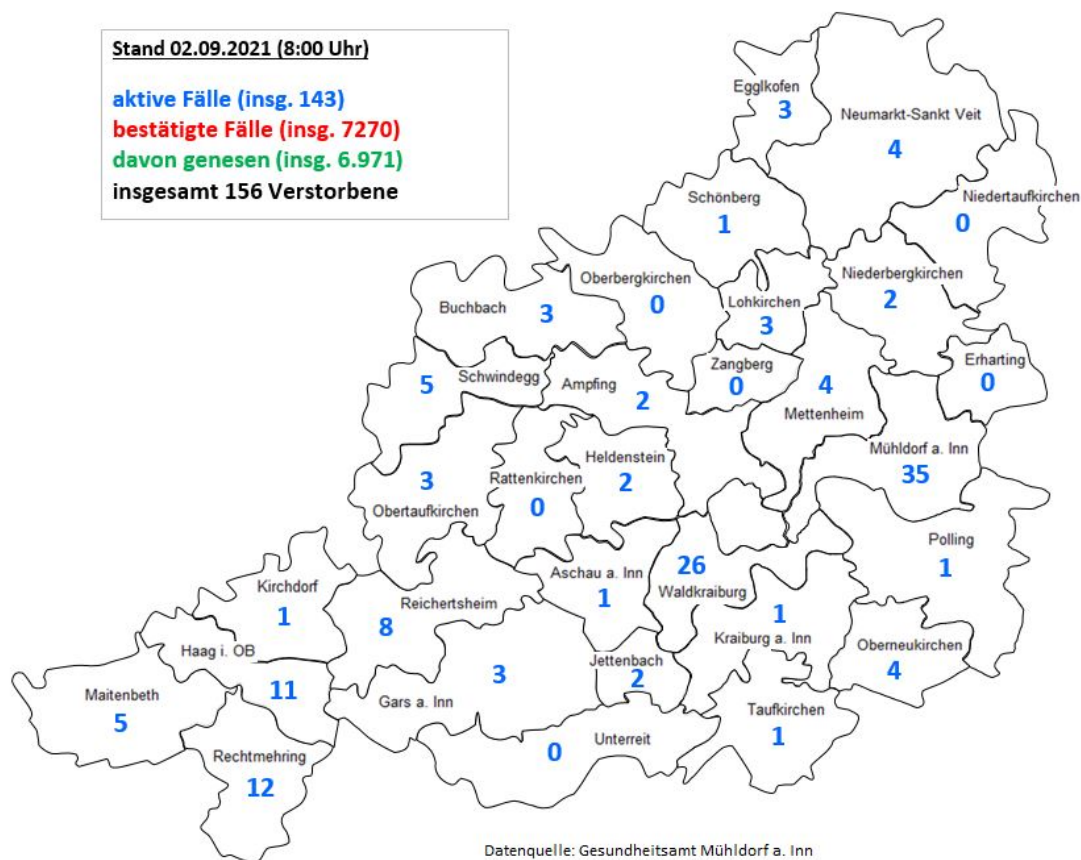 Stand 02.09.2021 (8:00 Uhr)
aktive Fälle (insg. 143)
bestätigte Fälle (insg. 7270)
davon genesen (insg. 6.971)
insgesamt 156 Verstorbene
Egglkofen
3
Neumarkt-Sankt Veit
4
Niedertaufkirchen
0
Schönberg
1
Oberbergkirchen
0
Lohkirchen
3
Niederbergkirchen
2
Buchbach
3
Zangberg
0
Erharting
0
Schwindegg
5
Ampfing
2
4
Mettenheim
Mühldorf a. Inn
35
Heldenstein
2
Rattenkirchen
0
3
Obertaufkirchen
Polling
1
Aschau a. Inn
1
26
Waldkraiburg
Kirchdorf
1
Reichertsheim
8
1
Kraiburg a. Inn
Oberneukirchen
4
Haag i. OB
11
Jettenbach
2
3
Gars a. Inn
Maitenbeth
5
Taufkirchen
1
Unterreit
0
Rechtmehring
12
Datenquelle: Gesundheitsamt Mühldorf a. Inn